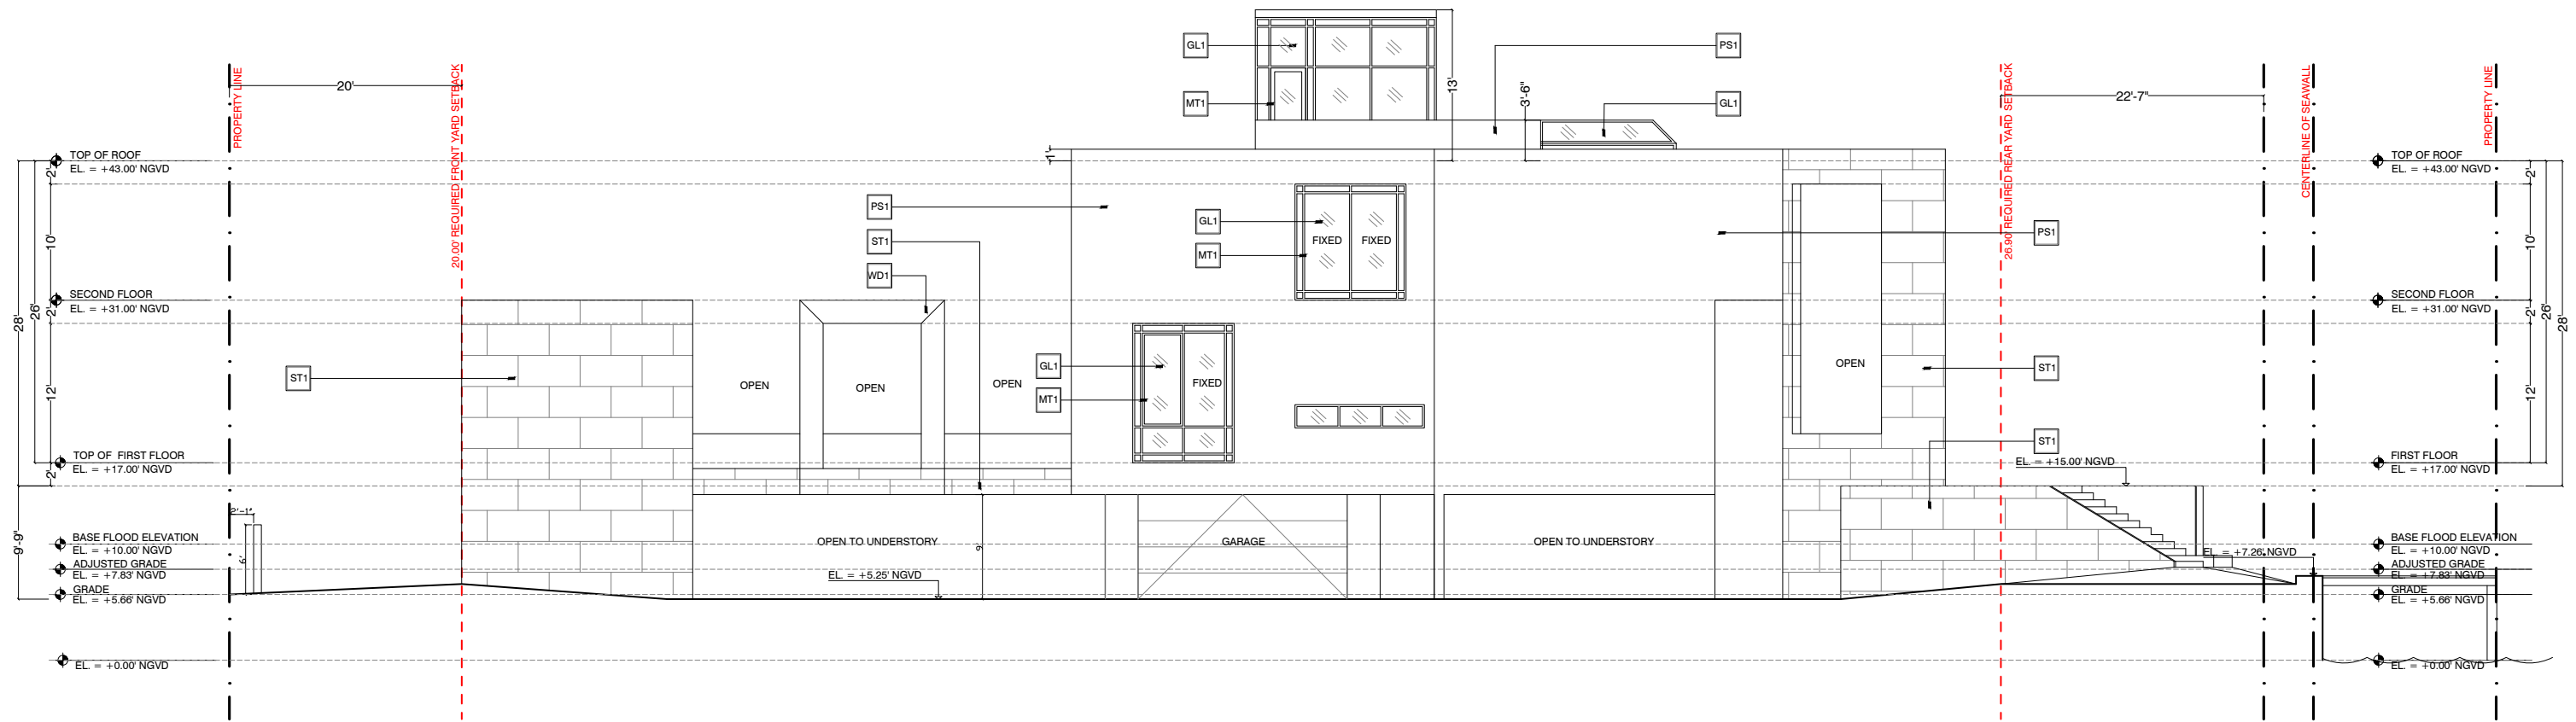 GL1
MT1
13'
3'-6"
PS1
GL1
PROPERTY LINE
20'
20.00' REQUIRED FRONT YARD SETBACK
26.90' REQUIRED REAR YARD SETBACK
22'-7"
CENTERLINE OF SEAWALL
PROPERTY LINE
TOP OF ROOF
EL. = +43.00' NGVD
2'
10'
SECOND FLOOR
EL. = +31.00' NGVD
2'
26'
28'
12'
TOP OF FIRST FLOOR
EL. = +17.00' NGVD
2'
9'-9"
BASE FLOOD ELEVATION
EL. = +10.00' NGVD
ADJUSTED GRADE
EL. = +7.83' NGVD
GRADE
EL. = +5.66' NGVD
EL. = +0.00' NGVD
2'-1"
6'
ST1
1'
PS1
ST1
WD1
OPEN
OPEN
OPEN
GL1
MT1
FIXED
FIXED
GL1
MT1
FIXED
OPEN TO UNDERSTORY
EL. = +5.25' NGVD
9'
GARAGE
OPEN TO UNDERSTORY
OPEN
PS1
ST1
ST1
EL. = +15.00' NGVD
EL. = +7.26' NGVD
TOP OF ROOF
EL. = +43.00' NGVD
2'
10'
SECOND FLOOR
EL. = +31.00' NGVD
2'
26'
28'
12'
FIRST FLOOR
EL. = +17.00' NGVD
BASE FLOOD ELEVATION
EL. = +10.00' NGVD
ADJUSTED GRADE
EL. = +7.83' NGVD
GRADE
EL. = +5.66' NGVD
EL. = +0.00' NGVD